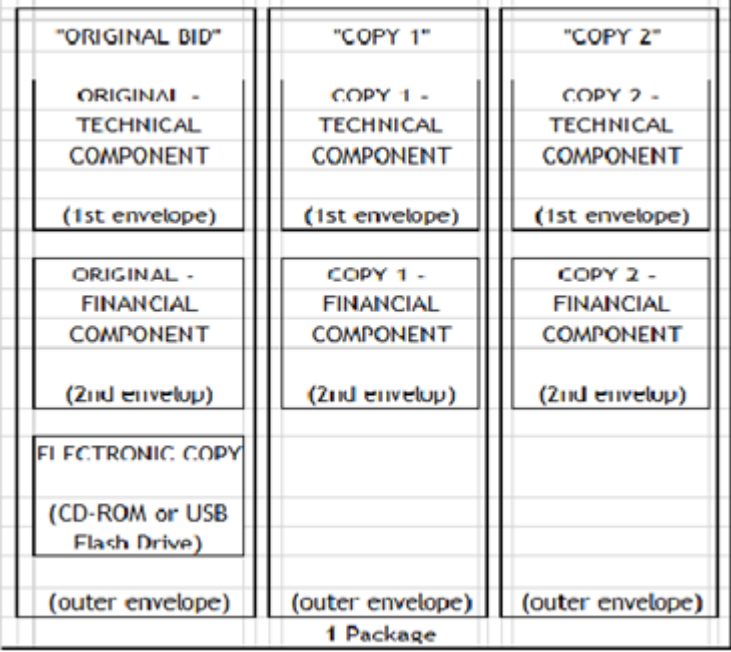 "ORIGINAL BID"
ORIGINAL -
TECHNICAL
COMPONENT
(1st envelope)
ORIGINAL -
FINANCIAL
COMPONENT
(2nd envelop)
ELECTRONIC COPY
(CD-ROM or USB
Flash Drive)
(outer envelope)
"COPY 1"
COPY 1 -
TECHNICAL
COMPONENT
(1st envelope)
COPY 1 -
FINANCIAL
COMPONENT
(2nd envelop)
(outer envelope)
"COPY 2"
COPY 2 -
TECHNICAL
COMPONENT
(1st envelope)
COPY 2 -
FINANCIAL
COMPONENT
(2nd envelop)
(outer envelope)
1 Package